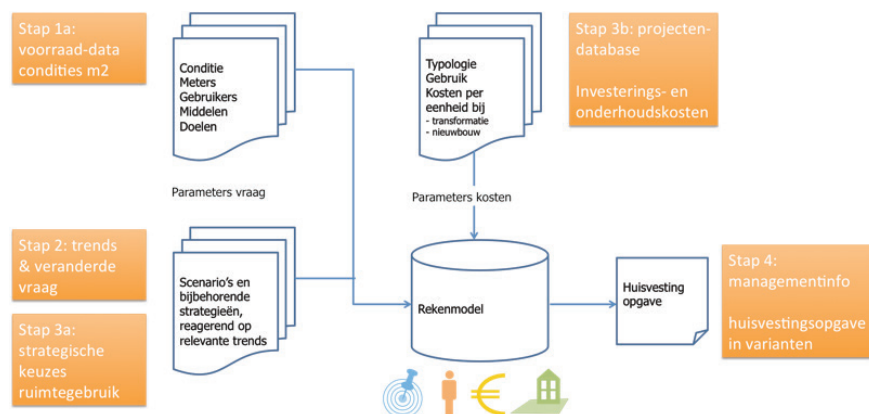 Stap 1a:
voorraad-data
condities m2
Conditie
Meters
Gebruikers
Middelen
Doelen
Typologie
Gebruik
Kosten per
eenheid bij
- transformatie
- nieuwbouw
Stap 3b: projecten-
database
Investerings- en
onderhoudskosten
Parameters vraag
Parameters kosten
Stap 2: trends
& veranderde
vraag
Stap 3a:
strategische
keuzes
ruimtegebruik
Scenario's en
bijbehorende
strategieën,
reagerend op
relevante trends
Rekenmodel
Huisvesting
opgave
Stap 4:
managementinfo
huisvestingsopgave
in varianten